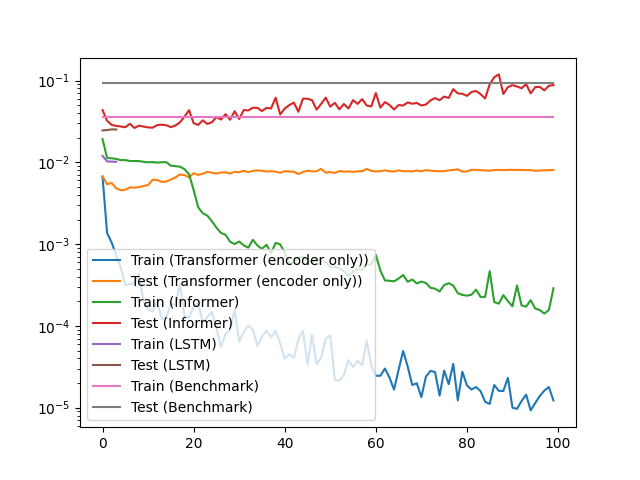 10⁻¹
10⁻²
10⁻³
10⁻⁴
10⁻⁵
Train (Transformer (encoder only))
Test (Transformer (encoder only))
Train (Informer)
Test (Informer)
Train (LSTM)
Test (LSTM)
Train (Benchmark)
Test (Benchmark)
0 20 40 60 80 100